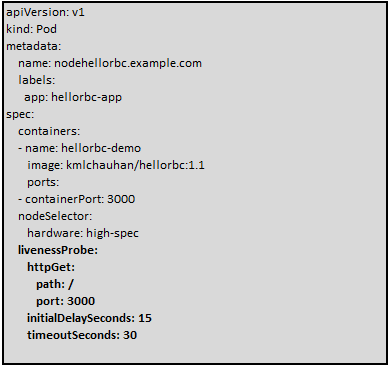 apiVersion: v1
kind: Pod
metadata:
name: nodehellorbc.example.com
labels:
app: hellorbc-app
spec:
containers:
- name: hellorbc-demo
image: kmlchauhan/hellorbc:1.1
ports:
- containerPort: 3000
nodeSelector:
hardware: high-spec
livenessProbe:
httpGet:
path: /
port: 3000
initialDelaySeconds: 15
timeoutSeconds: 30